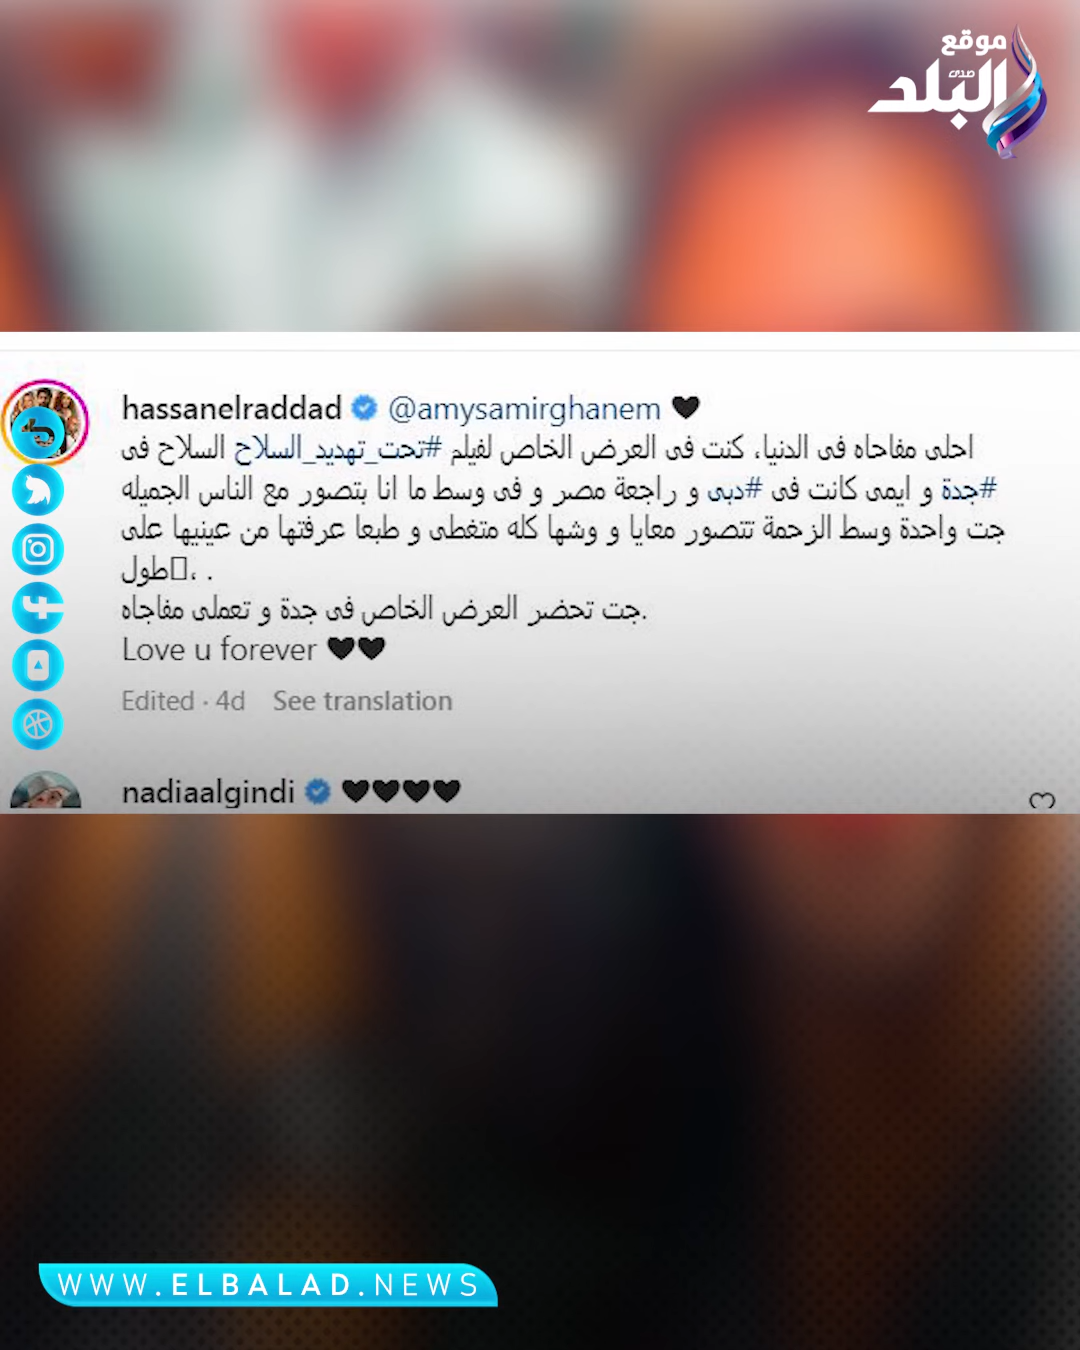 موقع
صدى
البلد
hassanelraddad @amysamirghanem 🖤
احلى مفاحاه فى الدنيا، كنت فى العرض الخاص لفيلم #تحت_تهديد_السلاح السلاح فى
#جدة و ايمى كانت فى #دبى و راجعة مصر و فى وسط ما انا بتصور مع الناس الجميله
جت واحدة وسط الزحمة تتصور معايا و وشها كله متغطى و طبعا عرفتها من عينيها على
طول، .
جت تحضر العرض الخاص فى جدة و تعملى مفاجاه.
Love u forever 🖤🖤
Edited · 4d See translation
nadiaalgindi 🖤🖤🖤🖤
WWW.ELBALAD.NEWS